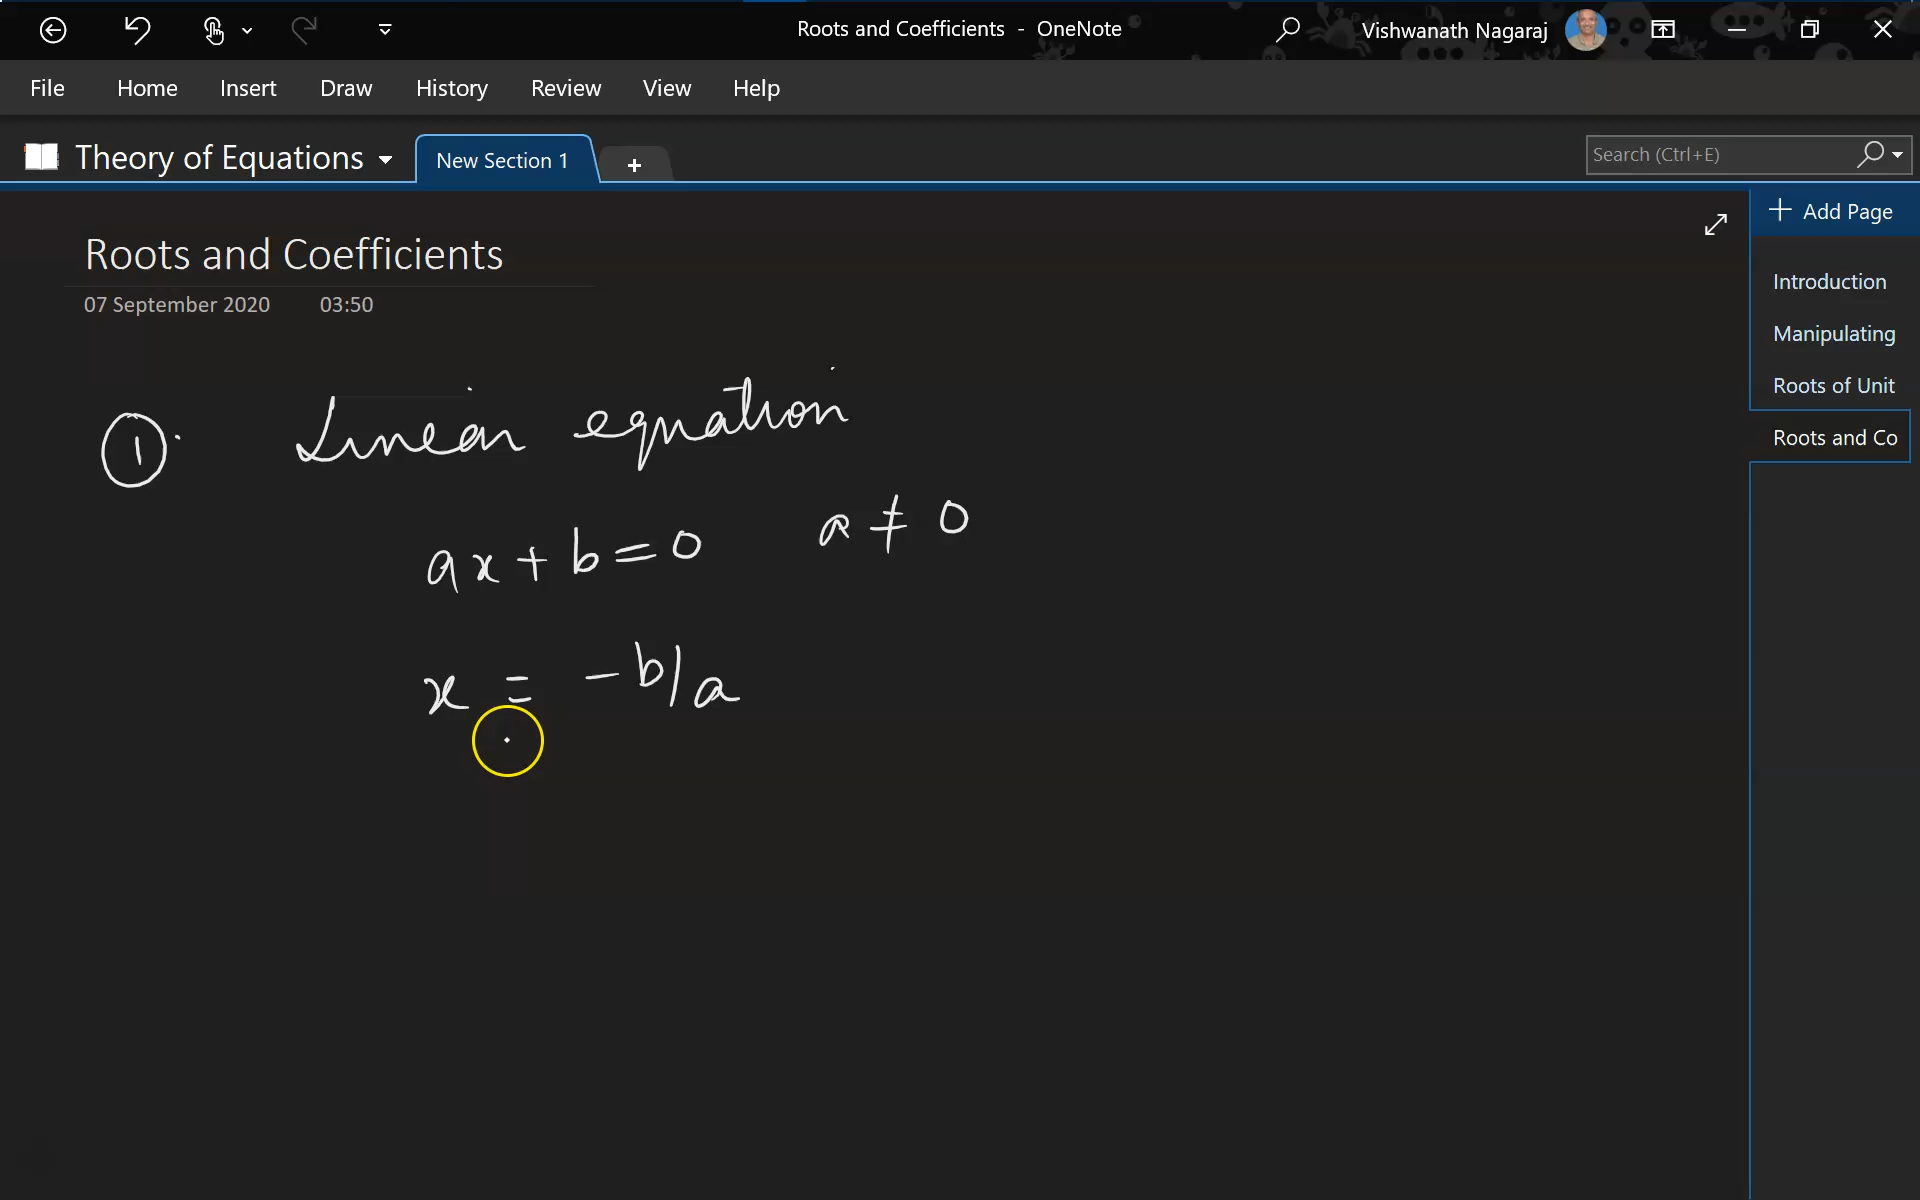 Roots and Coefficients - OneNote
Vishwanath Nagaraj
File Home Insert Draw History Review View Help
Theory of Equations
New Section 1
+
Search (Ctrl+E)
Add Page
Introduction
Manipulating
Roots of Unit
Roots and Co
Roots and Coefficients
07 September 2020 03:50
① Linear equation
ax + b = 0 a ≠ 0
x = -b/a